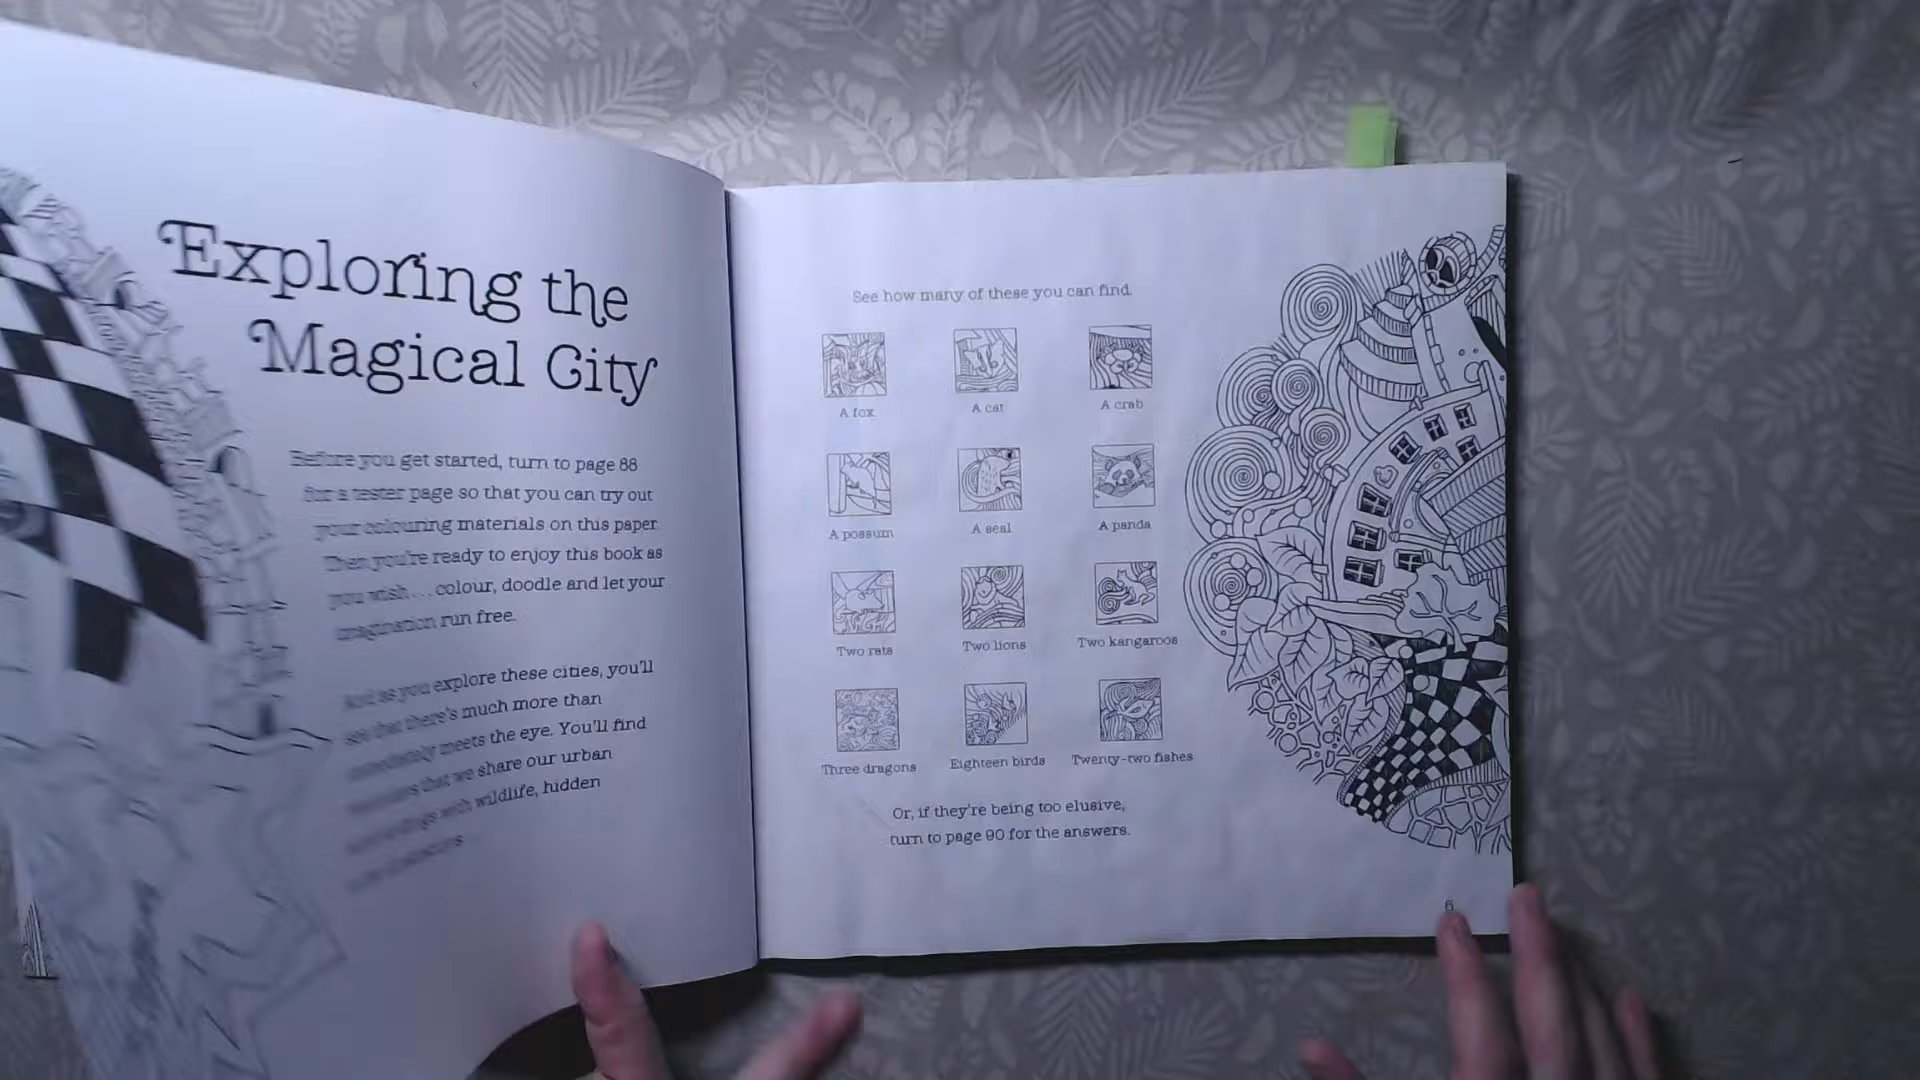 Exploring the
Magical City
Before you get started, turn to page 88
for a tester page so that you can try out
your colouring materials on this paper.
Then you're ready to enjoy this book as
you wish... colour, doodle and let your
imagination run free.
And as you explore these cities, you'll
see that there's much more than
immediately meets the eye. You'll find
that we share our urban
surroundings with wildlife, hidden
See how many of these you can find.
A fox
A cat
A crab
A possum
A seal
A panda
Two rats
Two lions
Two kangaroos
Three dragons
Eighteen birds
Twenty-two fishes
Or, if they're being too elusive,
turn to page 90 for the answers.
6